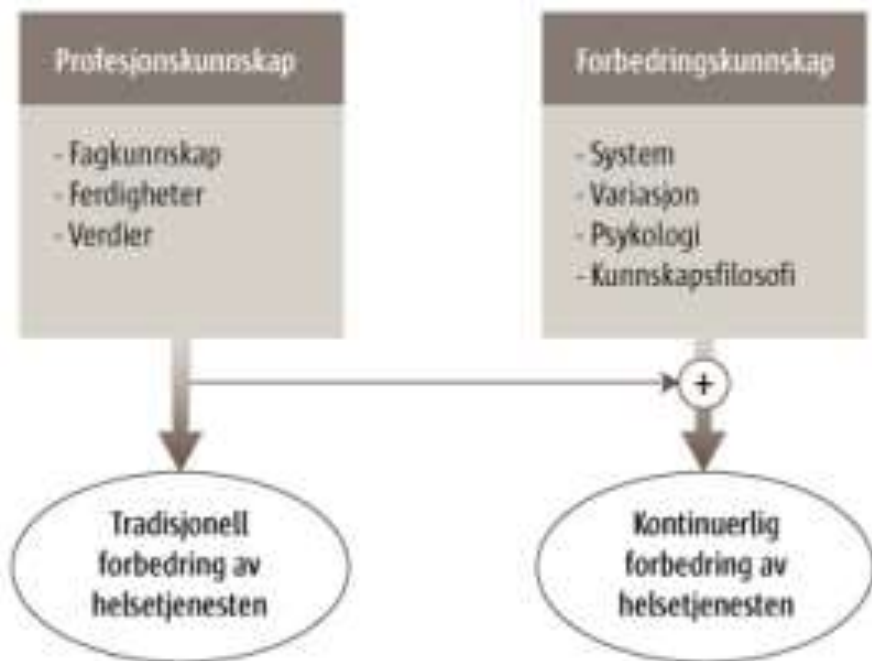 Profesjonskunnskap
- Fagkunnskap
- Ferdigheter
- Verdier
Forbedringskunnskap
- System
- Variasjon
- Psykologi
- Kunnskapsfilosofi
+
Tradisjonell
forbedring av
helsetjenesten
Kontinuerlig
forbedring av
helsetjenesten